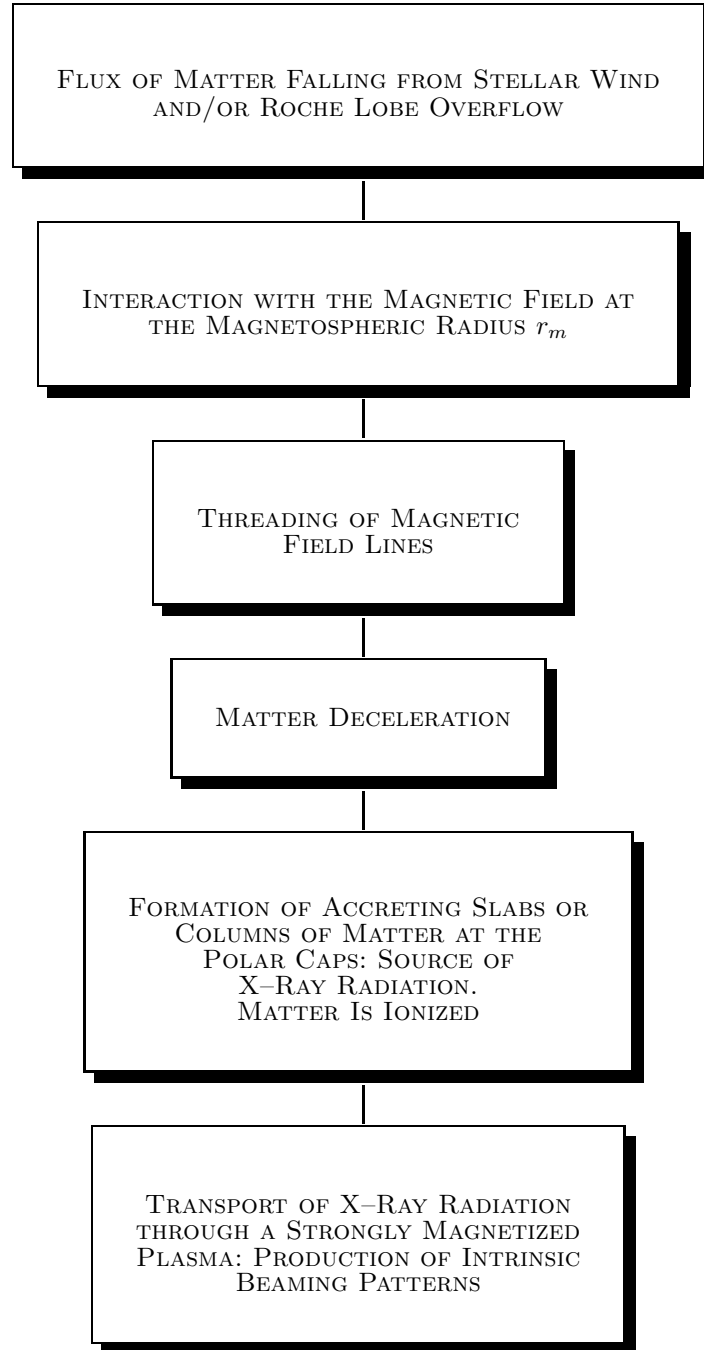 Flux of Matter Falling from Stellar Wind
and/or Roche Lobe Overflow
Interaction with the Magnetic Field at
the Magnetospheric Radius r_m
Threading of Magnetic
Field Lines
Matter Deceleration
Formation of Accreting Slabs or
Columns of Matter at the
Polar Caps: Source of
X–Ray Radiation.
Matter Is Ionized
Transport of X–Ray Radiation
through a Strongly Magnetized
Plasma: Production of Intrinsic
Beaming Patterns